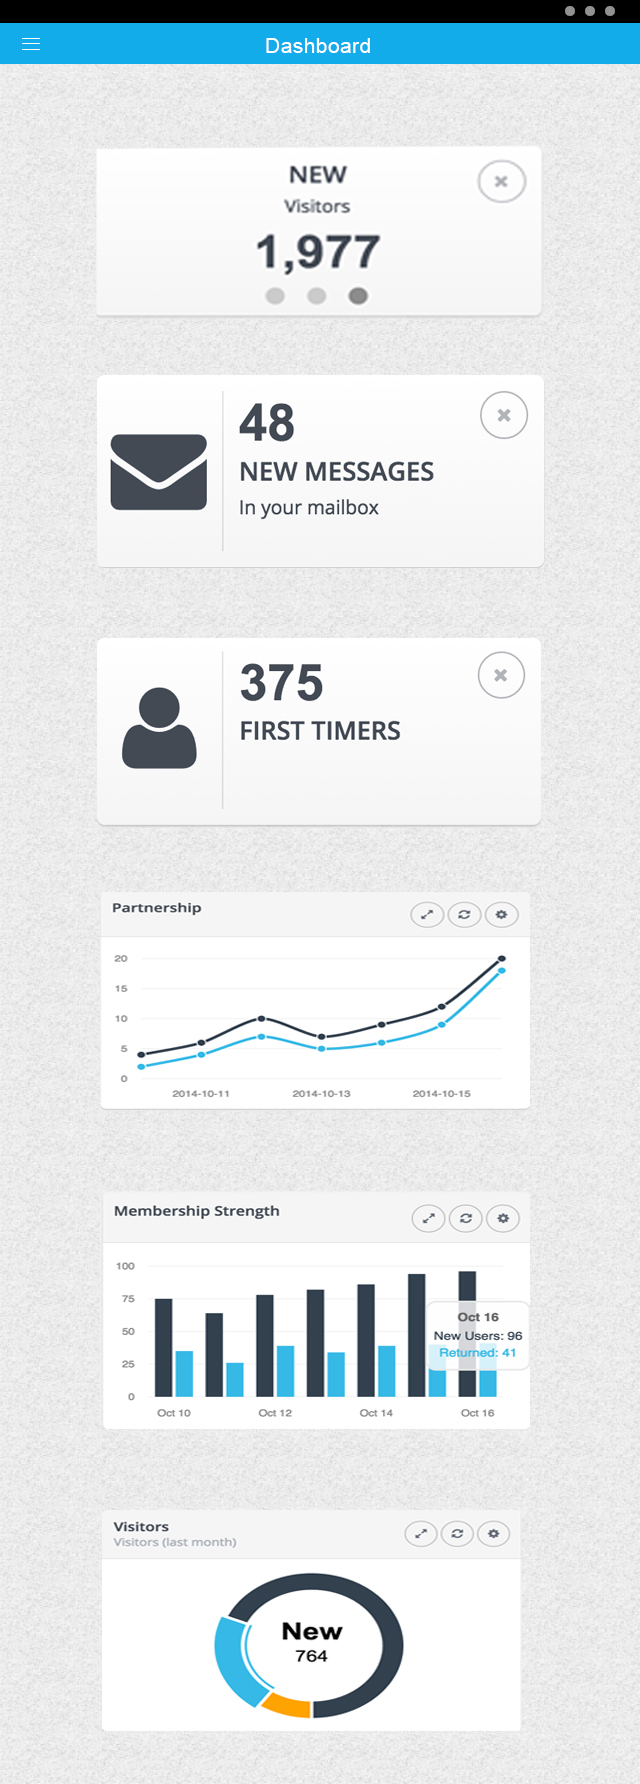 Dashboard
NEW
Visitors
1,977
48
NEW MESSAGES
In your mailbox
375
FIRST TIMERS
Partnership
20
15
10
5
0
2014-10-11 2014-10-13 2014-10-15
Membership Strength
100
75
50
25
0
Oct 16
New Users: 96
Returned: 41
Oct 10 Oct 12 Oct 14 Oct 16
Visitors
Visitors (last month)
New
764